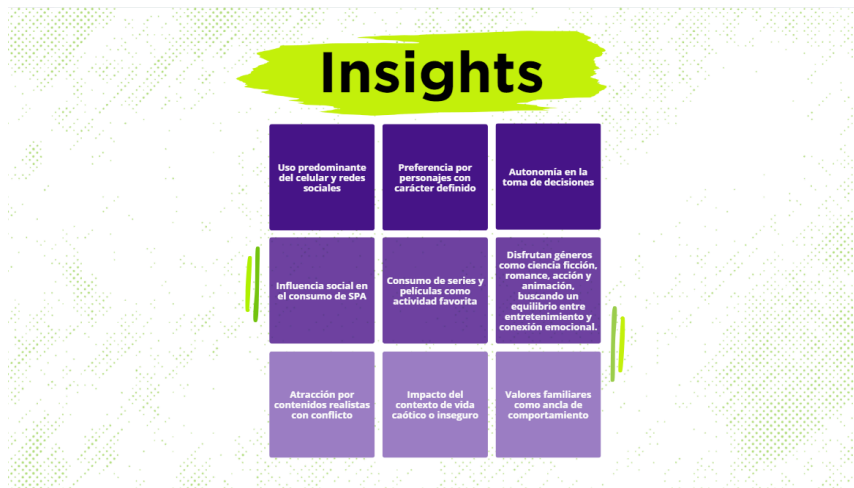 Insights
Uso predominante
del celular y redes
sociales
Preferencia por
personajes con
carácter definido
Autonomía en la
toma de decisiones
Influencia social en
el consumo de SPA
Consumo de series y
películas como
actividad favorita
Disfrutan géneros
como ciencia ficción,
romance, acción y
animación,
buscando un
equilibrio entre
entretenimiento y
conexión emocional.
Atracción por
contenidos realistas
con conflicto
Impacto del
contexto de vida
caótico o inseguro
Valores familiares
como ancla de
comportamiento